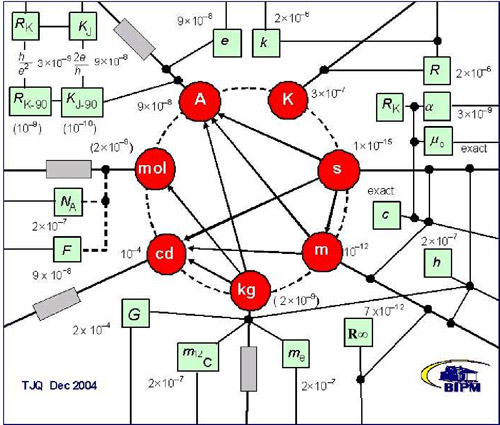 R_K
K_J
h
e²
3×10⁻⁹
2e
h
9×10⁻⁸
R_K-90
K_J-90
(10⁻⁹)
(10⁻¹⁰)
9×10⁻⁸
e
2×10⁻⁶
k
R
2×10⁻⁶
A
9×10⁻⁸
K
3×10⁻⁷
R_K
α
3×10⁻⁹
μ₀
exact
1×10⁻¹⁵
mol
(2×10⁻⁹)
s
exact
c
N_A
2×10⁻⁷
F
9×10⁻⁸
cd
10⁻⁴
m
10⁻¹²
2×10⁻⁷
h
kg
(2×10⁻⁹)
2×10⁻⁴
G
7×10⁻¹²
R∞
m¹²C
2×10⁻⁷
mₑ
2×10⁻⁷
TJQ Dec 2004
BIPM